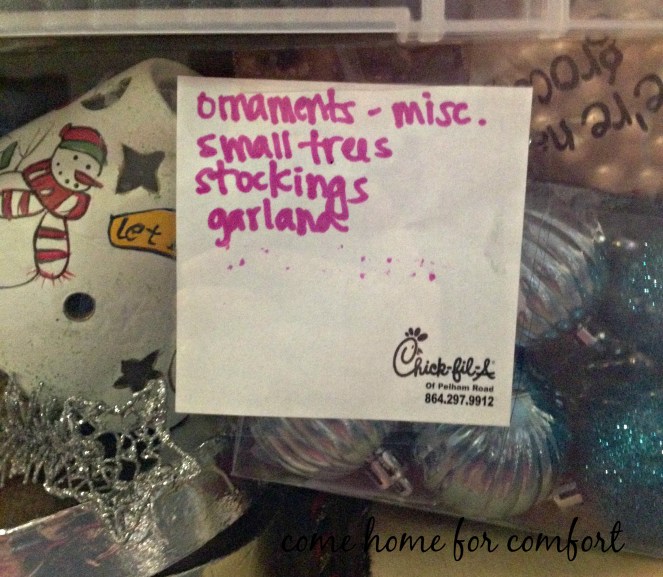 ornaments - misc.
small trees
stockings
garland
let
Chick-fil-A
Of Pelham Road
864.297.9912
come home for comfort